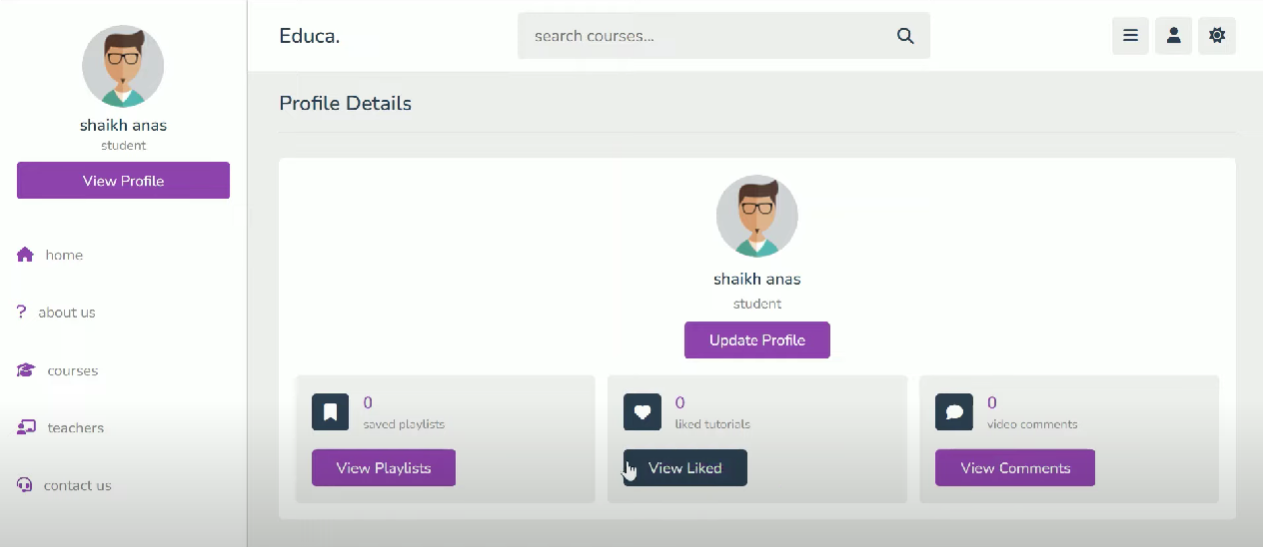 shaikh anas
student
View Profile
home
about us
courses
teachers
contact us
Educa.
search courses...
Profile Details
shaikh anas
student
Update Profile
0
saved playlists
View Playlists
0
liked tutorials
View Liked
0
video comments
View Comments